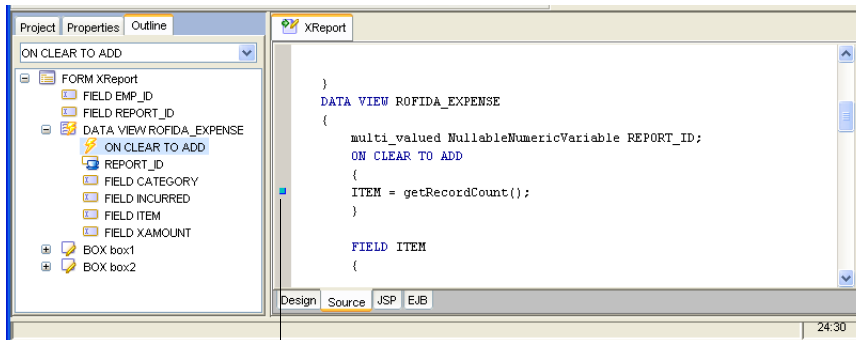 Project Properties Outline
ON CLEAR TO ADD
FORM XReport
FIELD EMP_ID
FIELD REPORT_ID
DATA VIEW ROFIDA_EXPENSE
ON CLEAR TO ADD
REPORT_ID
FIELD CATEGORY
FIELD INCURRED
FIELD ITEM
FIELD XAMOUNT
BOX box1
BOX box2
XReport
}
DATA VIEW ROFIDA_EXPENSE
{
multi_valued NullableNumericVariable REPORT_ID;
ON CLEAR TO ADD
{
ITEM = getRecordCount();
}
FIELD ITEM
{
Design Source JSP EJB
24:30